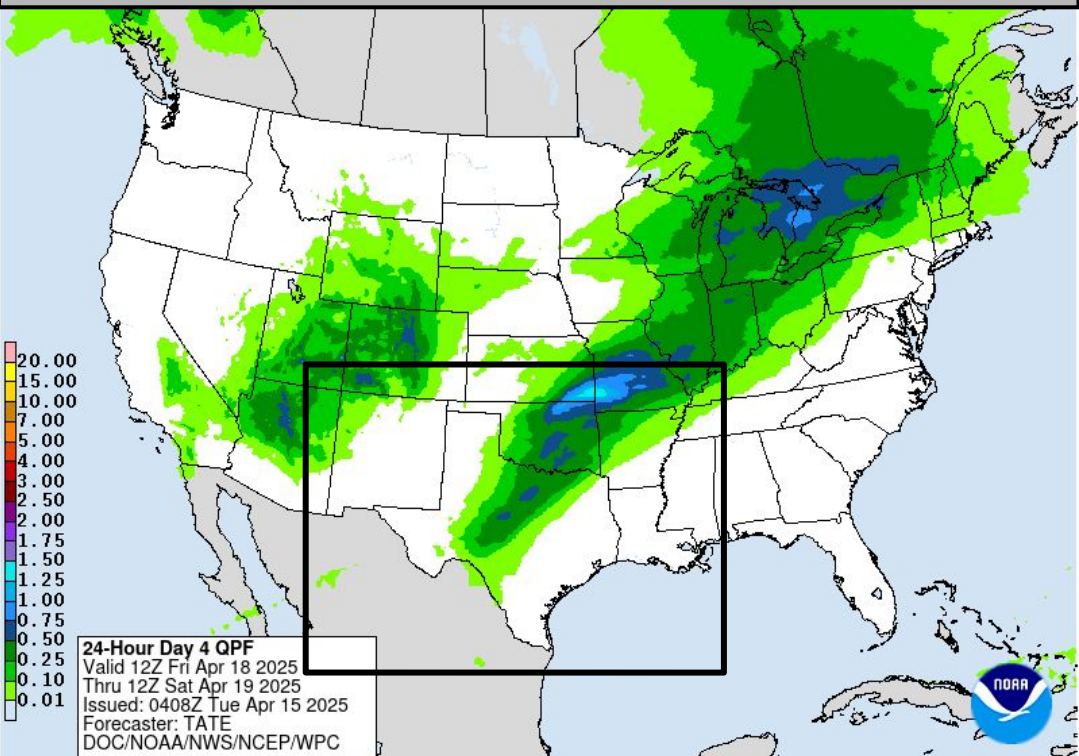 20.00
15.00
10.00
7.00
5.00
4.00
3.00
2.50
2.00
1.75
1.50
1.25
1.00
0.75
0.50
0.25
0.10
0.01
24-Hour Day 4 QPF
Valid 12Z Fri Apr 18 2025
Thru 12Z Sat Apr 19 2025
Issued: 0408Z Tue Apr 15 2025
Forecaster: TATE
DOC/NOAA/NWS/NCEP/WPC
NOAA